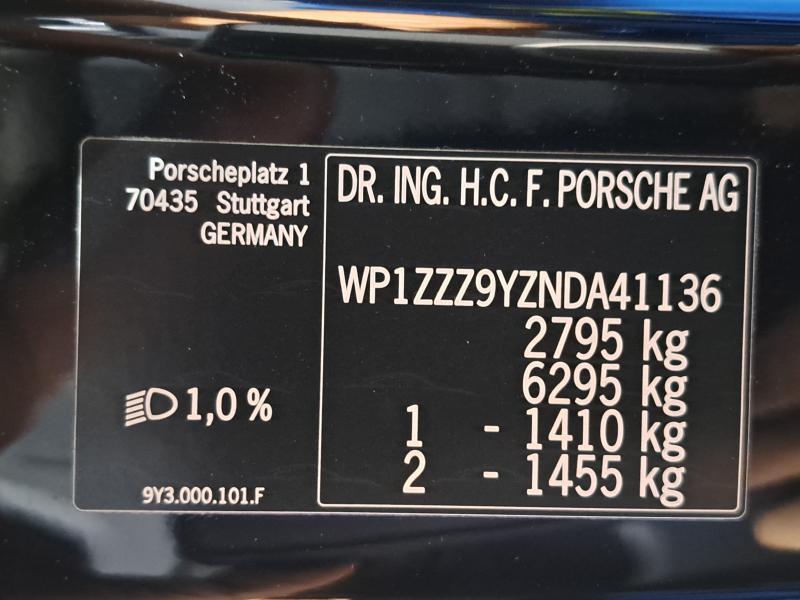 Porscheplatz 1
70435 Stuttgart
GERMANY
1,0 %
9Y3.000.101.F
DR. ING. H.C. F. PORSCHE AG
WP1ZZZ9YZNDA41136
2795 kg
6295 kg
1 - 1410 kg
2 - 1455 kg